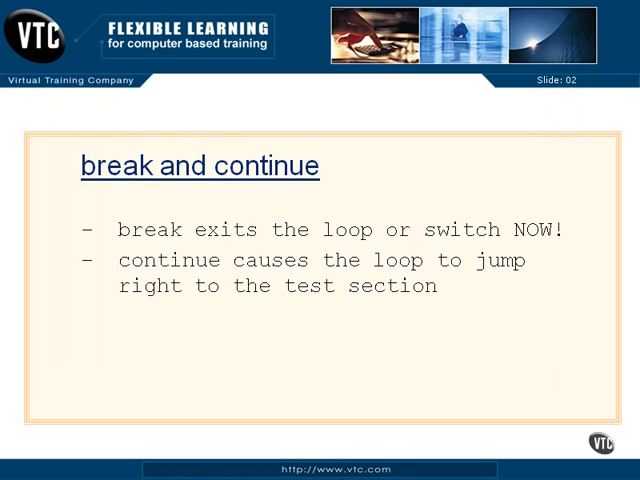 VTC
FLEXIBLE LEARNING
for computer based training
Virtual Training Company
Slide: 02
break and continue
– break exits the loop or switch NOW!
– continue causes the loop to jump
right to the test section
VTC
http://www.vtc.com